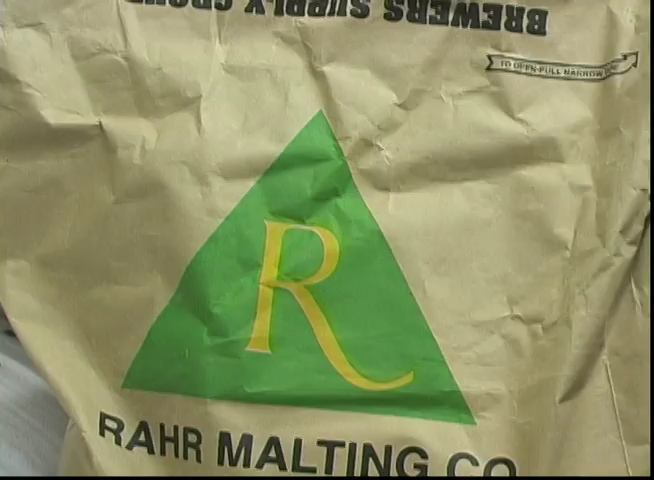 BREWERS SUPPLY GROUP
TO OPEN-PULL NARROW
R
RAHR MALTING CO